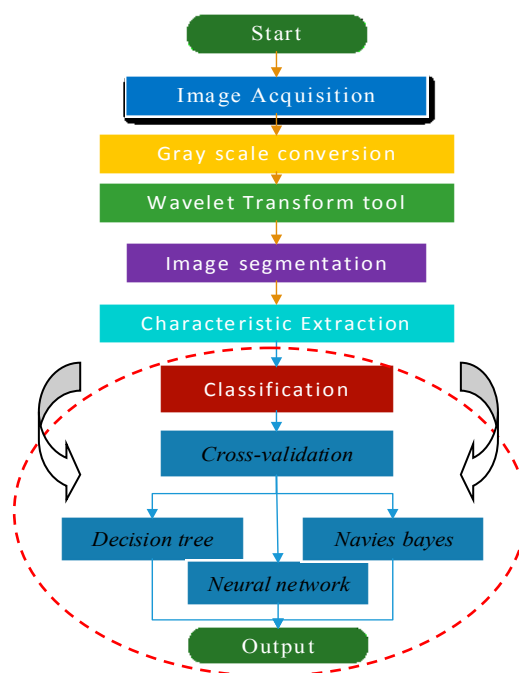 Start
Image Acquisition
Gray scale conversion
Wavelet Transform tool
Image segmentation
Characteristic Extraction
Classification
Cross-validation
Decision tree
Navies bayes
Neural network
Output